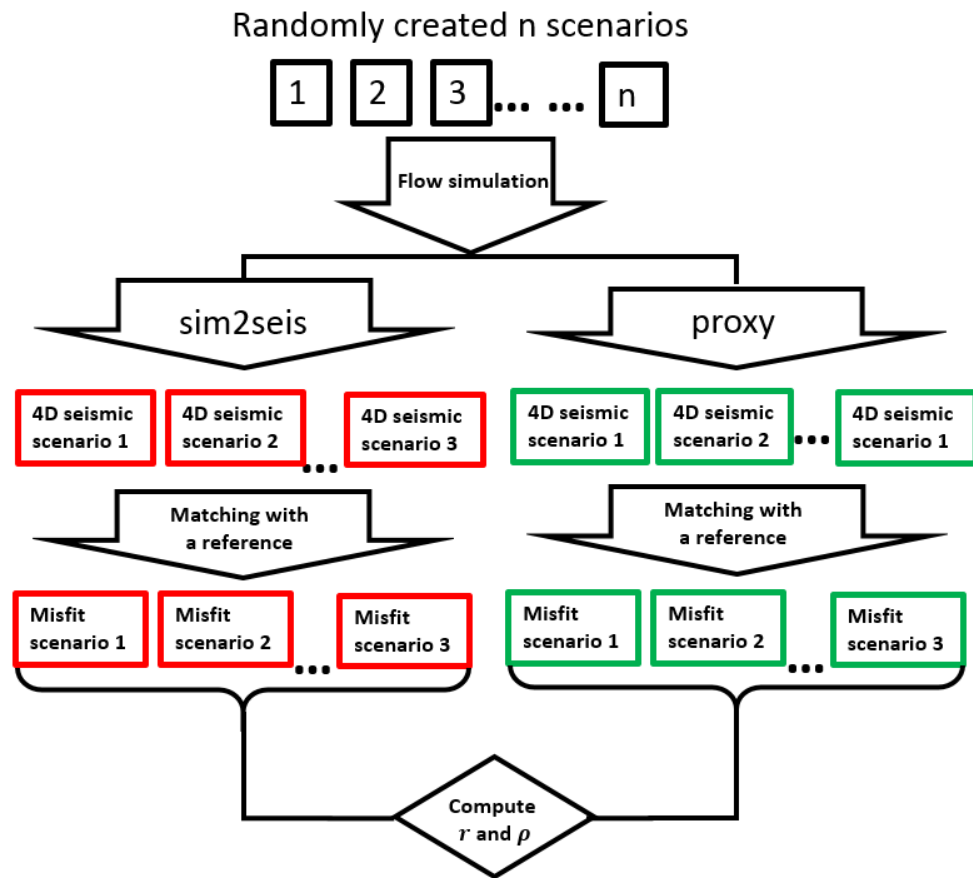 Randomly created n scenarios
1 2 3 ... ... n
Flow simulation
sim2seis
proxy
4D seismic
scenario 1
4D seismic
scenario 2
...
4D seismic
scenario 3
4D seismic
scenario 1
4D seismic
scenario 2
...
4D seismic
scenario 1
Matching with
a reference
Matching with
a reference
Misfit
scenario 1
Misfit
scenario 2
...
Misfit
scenario 3
Misfit
scenario 1
Misfit
scenario 2
...
Misfit
scenario 3
Compute
r and ρ